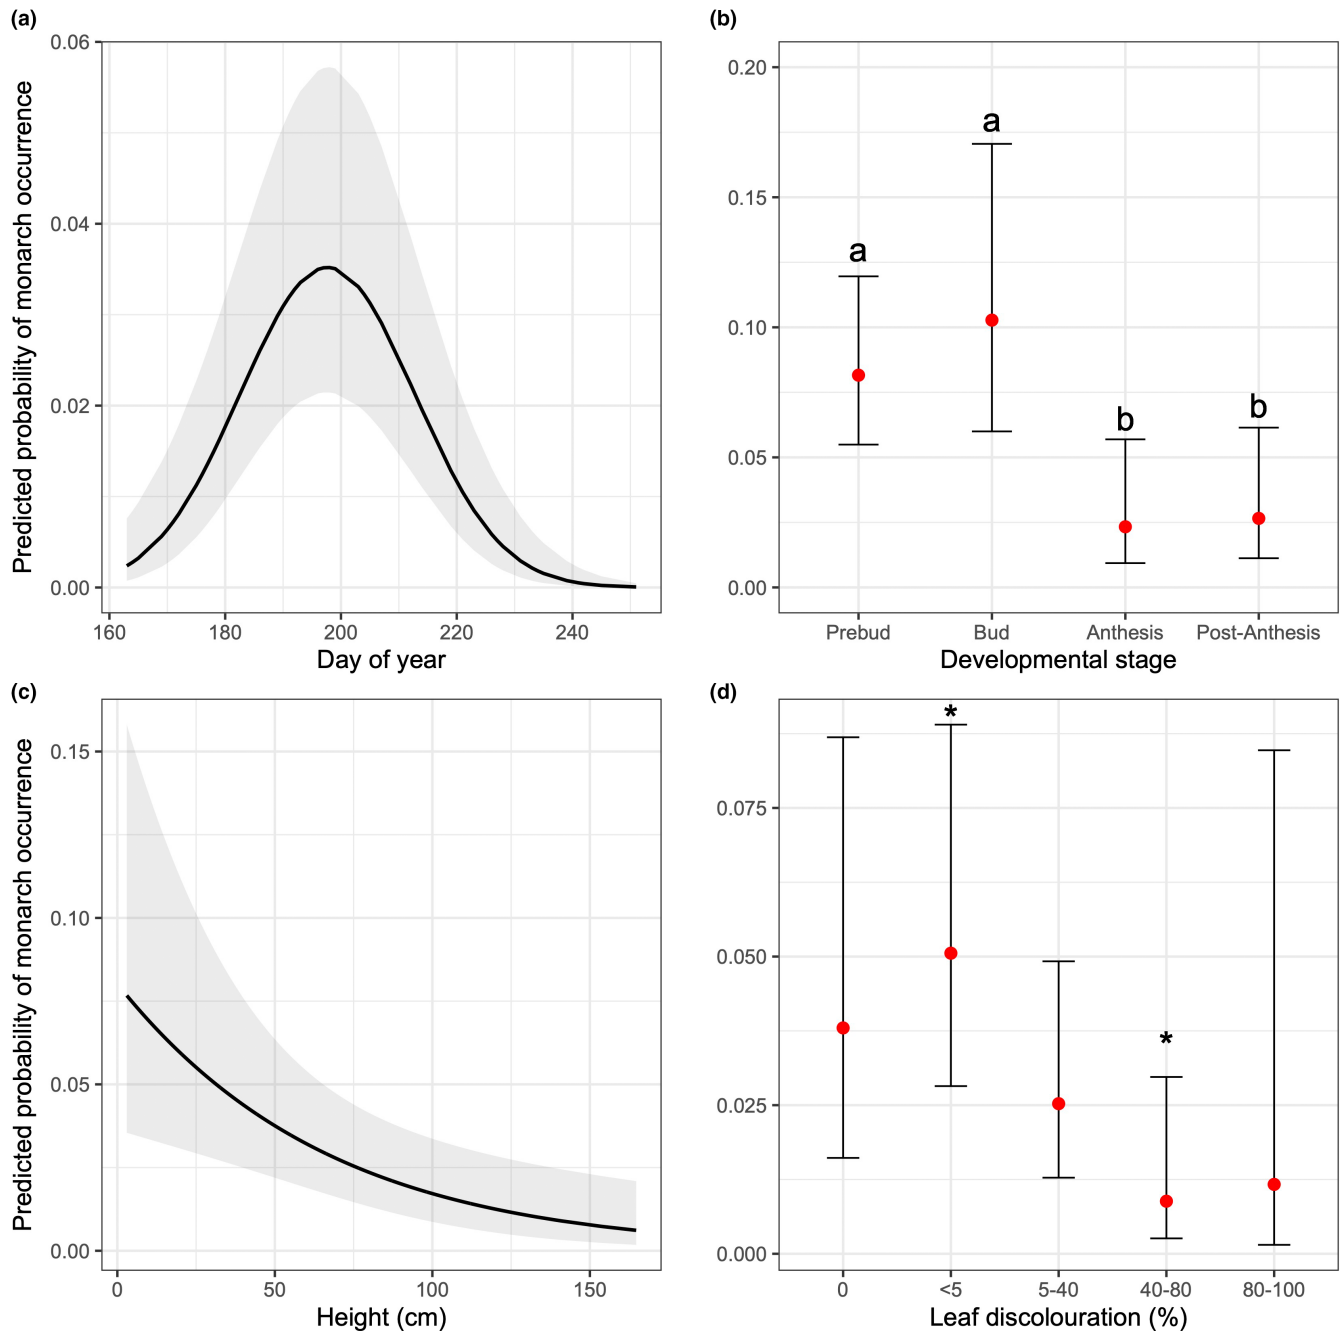 (a)
Predicted probability of monarch occurrence
0.06
0.04
0.02
0.00
160 180 200 220 240
Day of year
(b)
0.20
0.15
0.10
0.05
0.00
a
a
b
b
Prebud Bud Anthesis Post-Anthesis
Developmental stage
(c)
Predicted probability of monarch occurrence
0.15
0.10
0.05
0.00
0 50 100 150
Height (cm)
(d)
0.075
0.050
0.025
0.000
*
*
0 <5 5-40 40-80 80-100
Leaf discolouration (%)